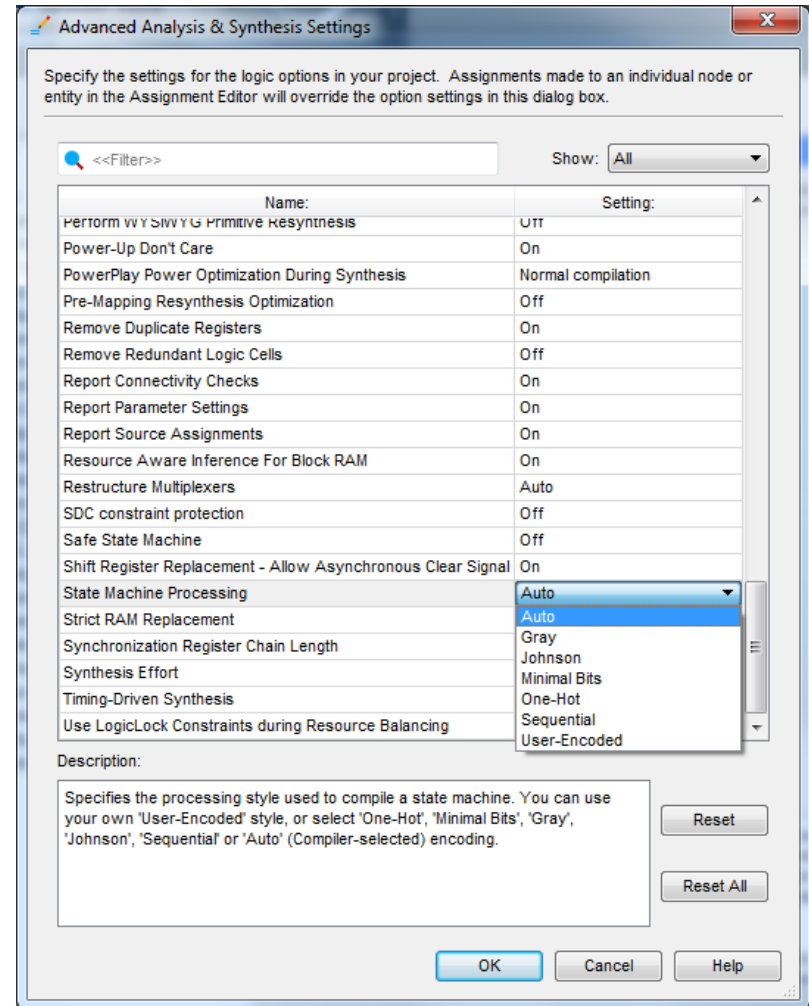 Advanced Analysis & Synthesis Settings
Specify the settings for the logic options in your project. Assignments made to an individual node or
entity in the Assignment Editor will override the option settings in this dialog box.
<<Filter>>
Show: All
Name: Setting:
Perform WYSIWYG Primitive Resynthesis Off
Power-Up Don't Care On
PowerPlay Power Optimization During Synthesis Normal compilation
Pre-Mapping Resynthesis Optimization Off
Remove Duplicate Registers On
Remove Redundant Logic Cells Off
Report Connectivity Checks On
Report Parameter Settings On
Report Source Assignments On
Resource Aware Inference For Block RAM On
Restructure Multiplexers Auto
SDC constraint protection Off
Safe State Machine Off
Shift Register Replacement - Allow Asynchronous Clear Signal On
State Machine Processing Auto
Strict RAM Replacement
Synchronization Register Chain Length
Synthesis Effort
Timing-Driven Synthesis
Use LogicLock Constraints during Resource Balancing
Auto
Gray
Johnson
Minimal Bits
One-Hot
Sequential
User-Encoded
Description:
Specifies the processing style used to compile a state machine. You can use
your own 'User-Encoded' style, or select 'One-Hot', 'Minimal Bits', 'Gray',
'Johnson', 'Sequential' or 'Auto' (Compiler-selected) encoding.
Reset
Reset All
OK Cancel Help